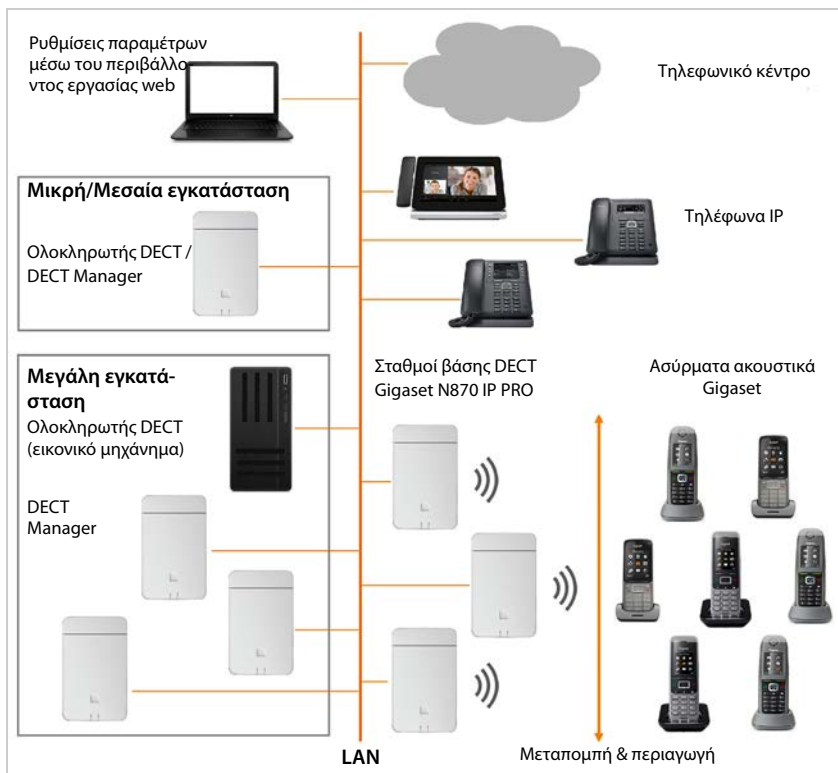 Ρυθμίσεις παραμέτρων
μέσω του περιβάλλο
ντος εργασίας web
Τηλεφωνικό κέντρο
Μικρή/Μεσαία εγκατάσταση
Ολοκληρωτής DECT /
DECT Manager
Τηλέφωνα IP
Μεγάλη εγκατά-
σταση
Ολοκληρωτής DECT
(εικονικό μηχάνημα)
DECT
Manager
Σταθμοί βάσης DECT
Gigaset N870 IP PRO
Ασύρματα ακουστικά
Gigaset
LAN
Μεταπομπή & περιαγωγή